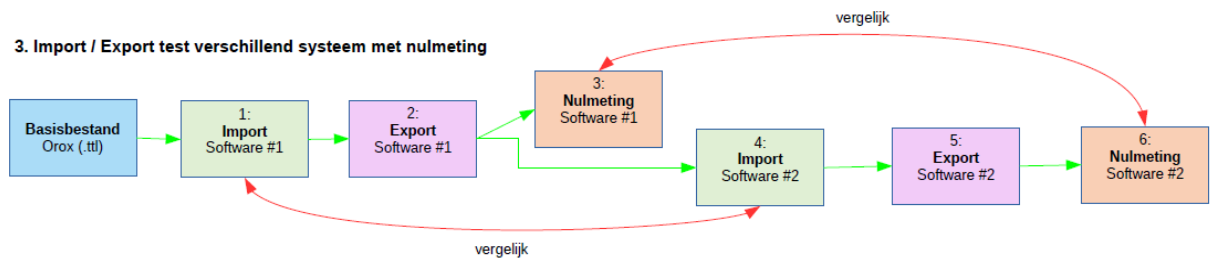 vergelijk
3. Import / Export test verschillend systeem met nulmeting
Basisbestand
Orox (.ttl)
1:
Import
Software #1
2:
Export
Software #1
3:
Nulmeting
Software #1
4:
Import
Software #2
5:
Export
Software #2
6:
Nulmeting
Software #2
vergelijk